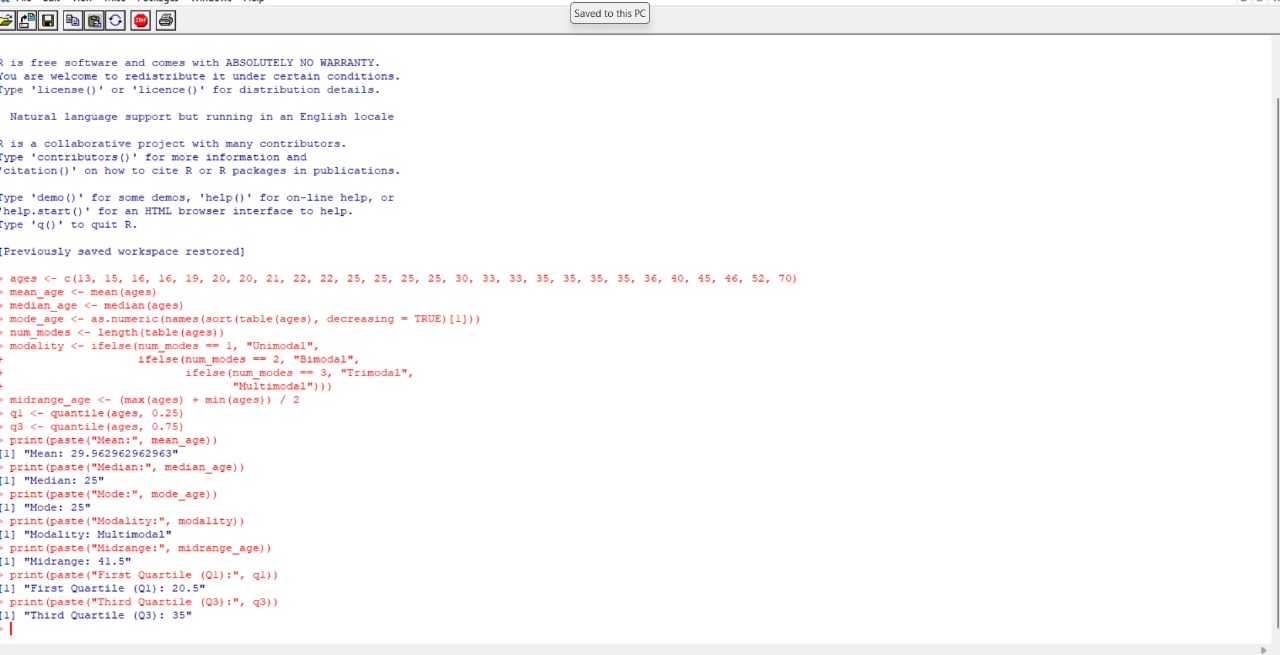 Saved to this PC
R is free software and comes with ABSOLUTELY NO WARRANTY.
You are welcome to redistribute it under certain conditions.
Type 'license()' or 'licence()' for distribution details.
Natural language support but running in an English locale
R is a collaborative project with many contributors.
Type 'contributors()' for more information and
'citation()' on how to cite R or R packages in publications.
Type 'demo()' for some demos, 'help()' for on-line help, or
'help.start()' for an HTML browser interface to help.
Type 'q()' to quit R.
[Previously saved workspace restored]
> ages <- c(13, 15, 16, 16, 19, 20, 20, 21, 22, 22, 25, 25, 25, 25, 30, 33, 33, 35, 35, 35, 35, 36, 40, 45, 46, 52, 70)
> mean_age <- mean(ages)
> median_age <- median(ages)
> mode_age <- as.numeric(names(sort(table(ages), decreasing = TRUE)[1]))
> num_modes <- length(table(ages))
> modality <- ifelse(num_modes == 1, "Unimodal",
+ ifelse(num_modes == 2, "Bimodal",
+ ifelse(num_modes == 3, "Trimodal",
+ "Multimodal")))
> midrange_age <- (max(ages) + min(ages)) / 2
> q1 <- quantile(ages, 0.25)
> q3 <- quantile(ages, 0.75)
> print(paste("Mean:", mean_age))
[1] "Mean: 29.962962962963"
> print(paste("Median:", median_age))
[1] "Median: 25"
> print(paste("Mode:", mode_age))
[1] "Mode: 25"
> print(paste("Modality:", modality))
[1] "Modality: Multimodal"
> print(paste("Midrange:", midrange_age))
[1] "Midrange: 41.5"
> print(paste("First Quartile (Q1):", q1))
[1] "First Quartile (Q1): 20.5"
> print(paste("Third Quartile (Q3):", q3))
[1] "Third Quartile (Q3): 35"
>